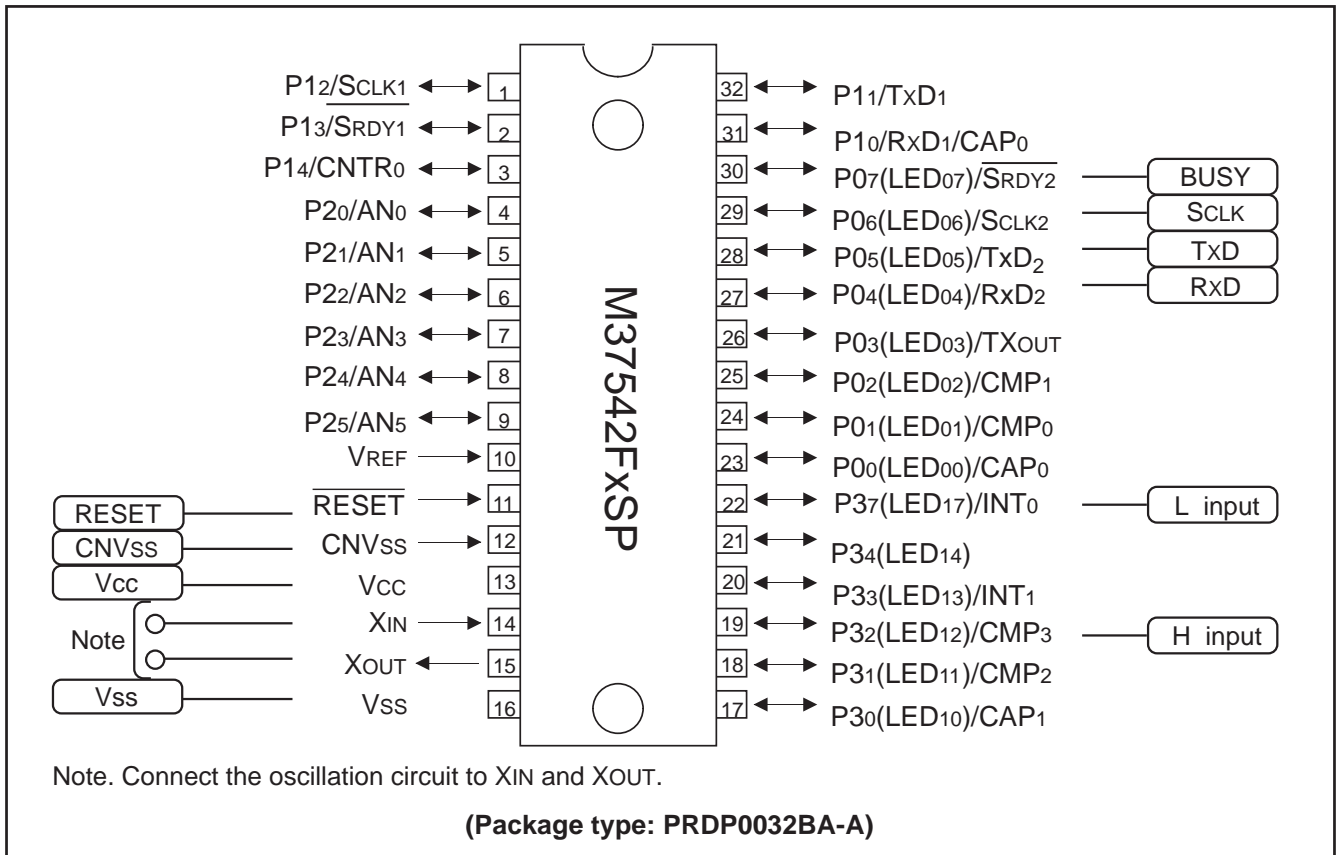 P12/SCLK1 1 32 P11/TXD1
P13/SRDY1 2 31 P10/RXD1/CAP0
P14/CNTR0 3 30 P07(LED07)/SRDY2 BUSY
P20/AN0 4 29 P06(LED06)/SCLK2 SCLK
P21/AN1 5 28 P05(LED05)/TxD2 TXD
P22/AN2 6 27 P04(LED04)/RxD2 RXD
P23/AN3 7 26 P03(LED03)/TXOUT
P24/AN4 8 25 P02(LED02)/CMP1
P25/AN5 9 24 P01(LED01)/CMP0
VREF 10 23 P00(LED00)/CAP0
RESET RESET 11 22 P37(LED17)/INT0 L input
CNVSS CNVSS 12 21 P34(LED14)
Vcc VCC 13 20 P33(LED13)/INT1
Note XIN 14 19 P32(LED12)/CMP3 H input
XOUT 15 18 P31(LED11)/CMP2
Vss VSS 16 17 P30(LED10)/CAP1
M37542FxSP
Note. Connect the oscillation circuit to XIN and XOUT.
(Package type: PRDP0032BA-A)